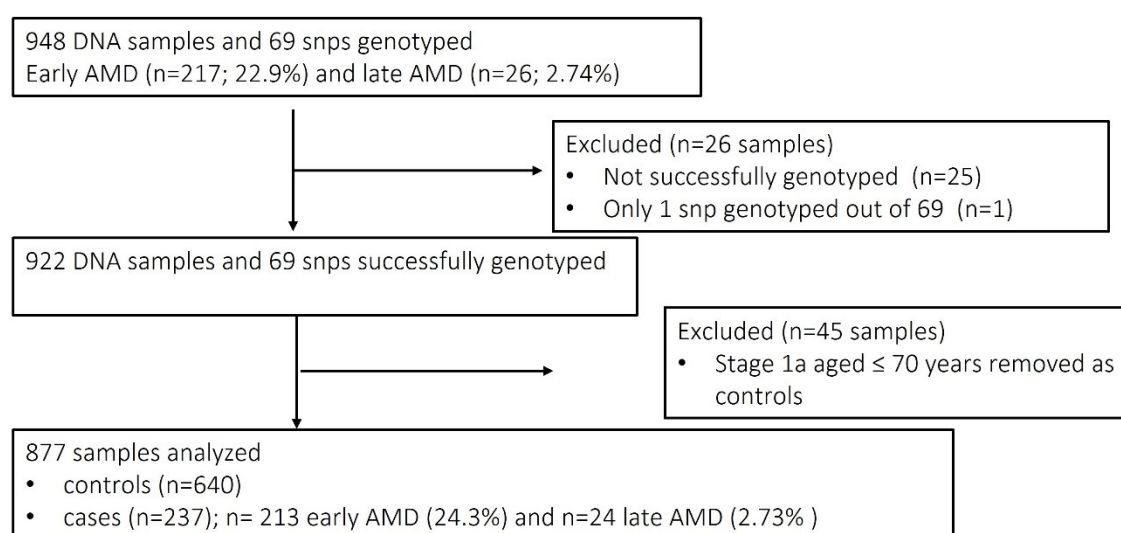 948 DNA samples and 69 snps genotyped
Early AMD (n=217; 22.9%) and late AMD (n=26; 2.74%)
Excluded (n=26 samples)
• Not successfully genotyped (n=25)
• Only 1 snp genotyped out of 69 (n=1)
922 DNA samples and 69 snps successfully genotyped
Excluded (n=45 samples)
• Stage 1a aged ≤ 70 years removed as
controls
877 samples analyzed
• controls (n=640)
• cases (n=237); n= 213 early AMD (24.3%) and n=24 late AMD (2.73% )